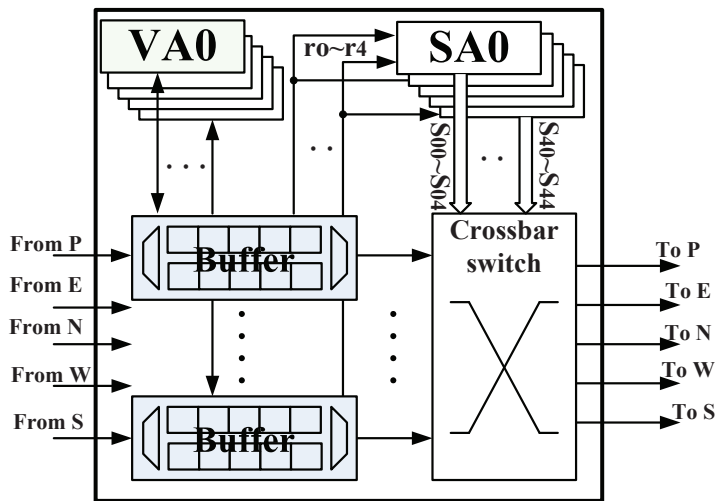 VA0
ro~r4
SA0
S00~S04
S40~S44
From P
From E
From N
From W
From S
Buffer
Buffer
Crossbar
switch
To P
To E
To N
To W
To S